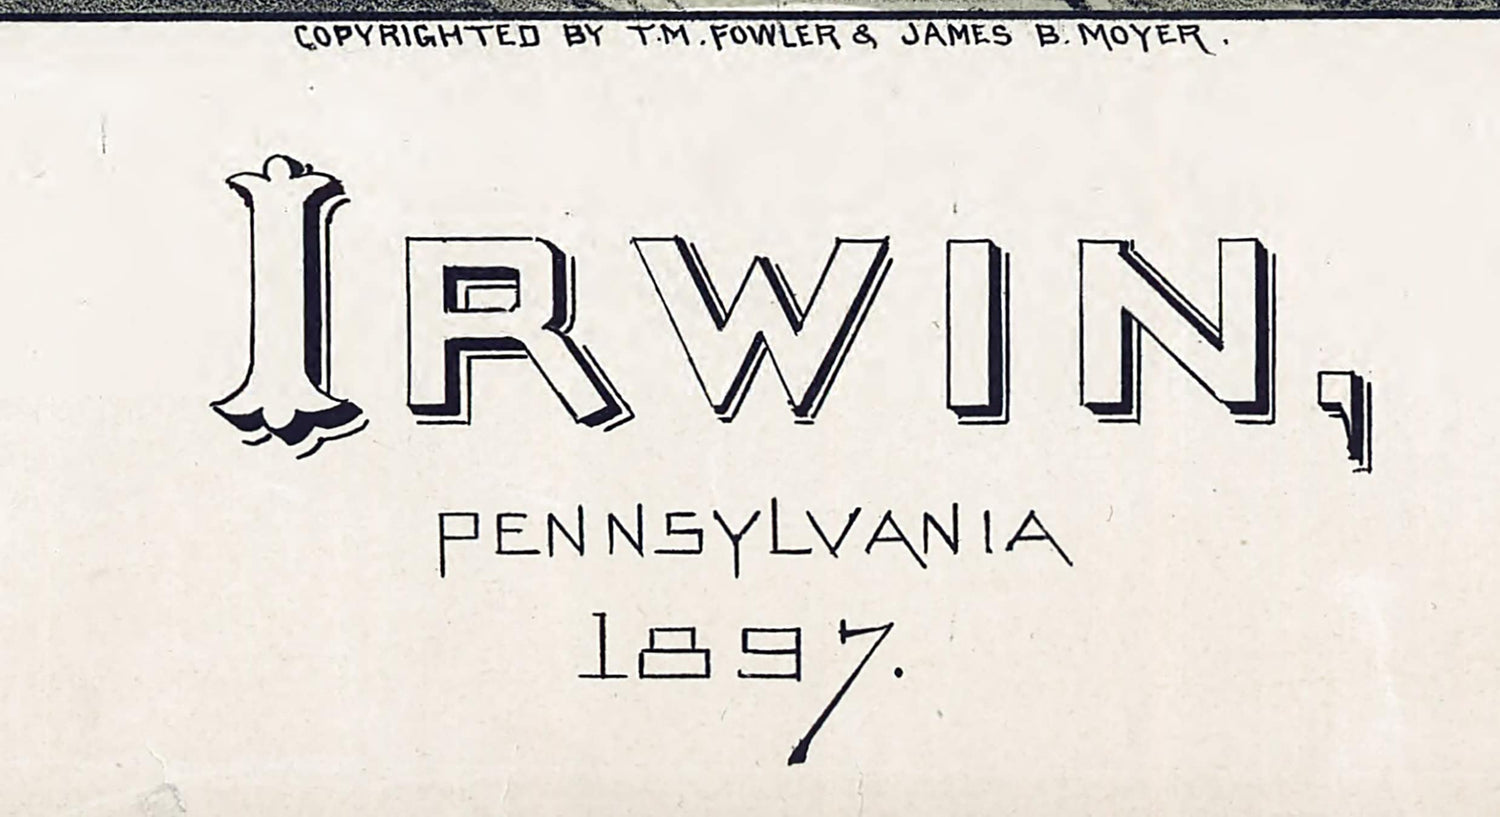 COPYRIGHTED BY T.M. FOWLER & JAMES B. MOYER.
IRWIN,
PENNSYLVANIA
1897.